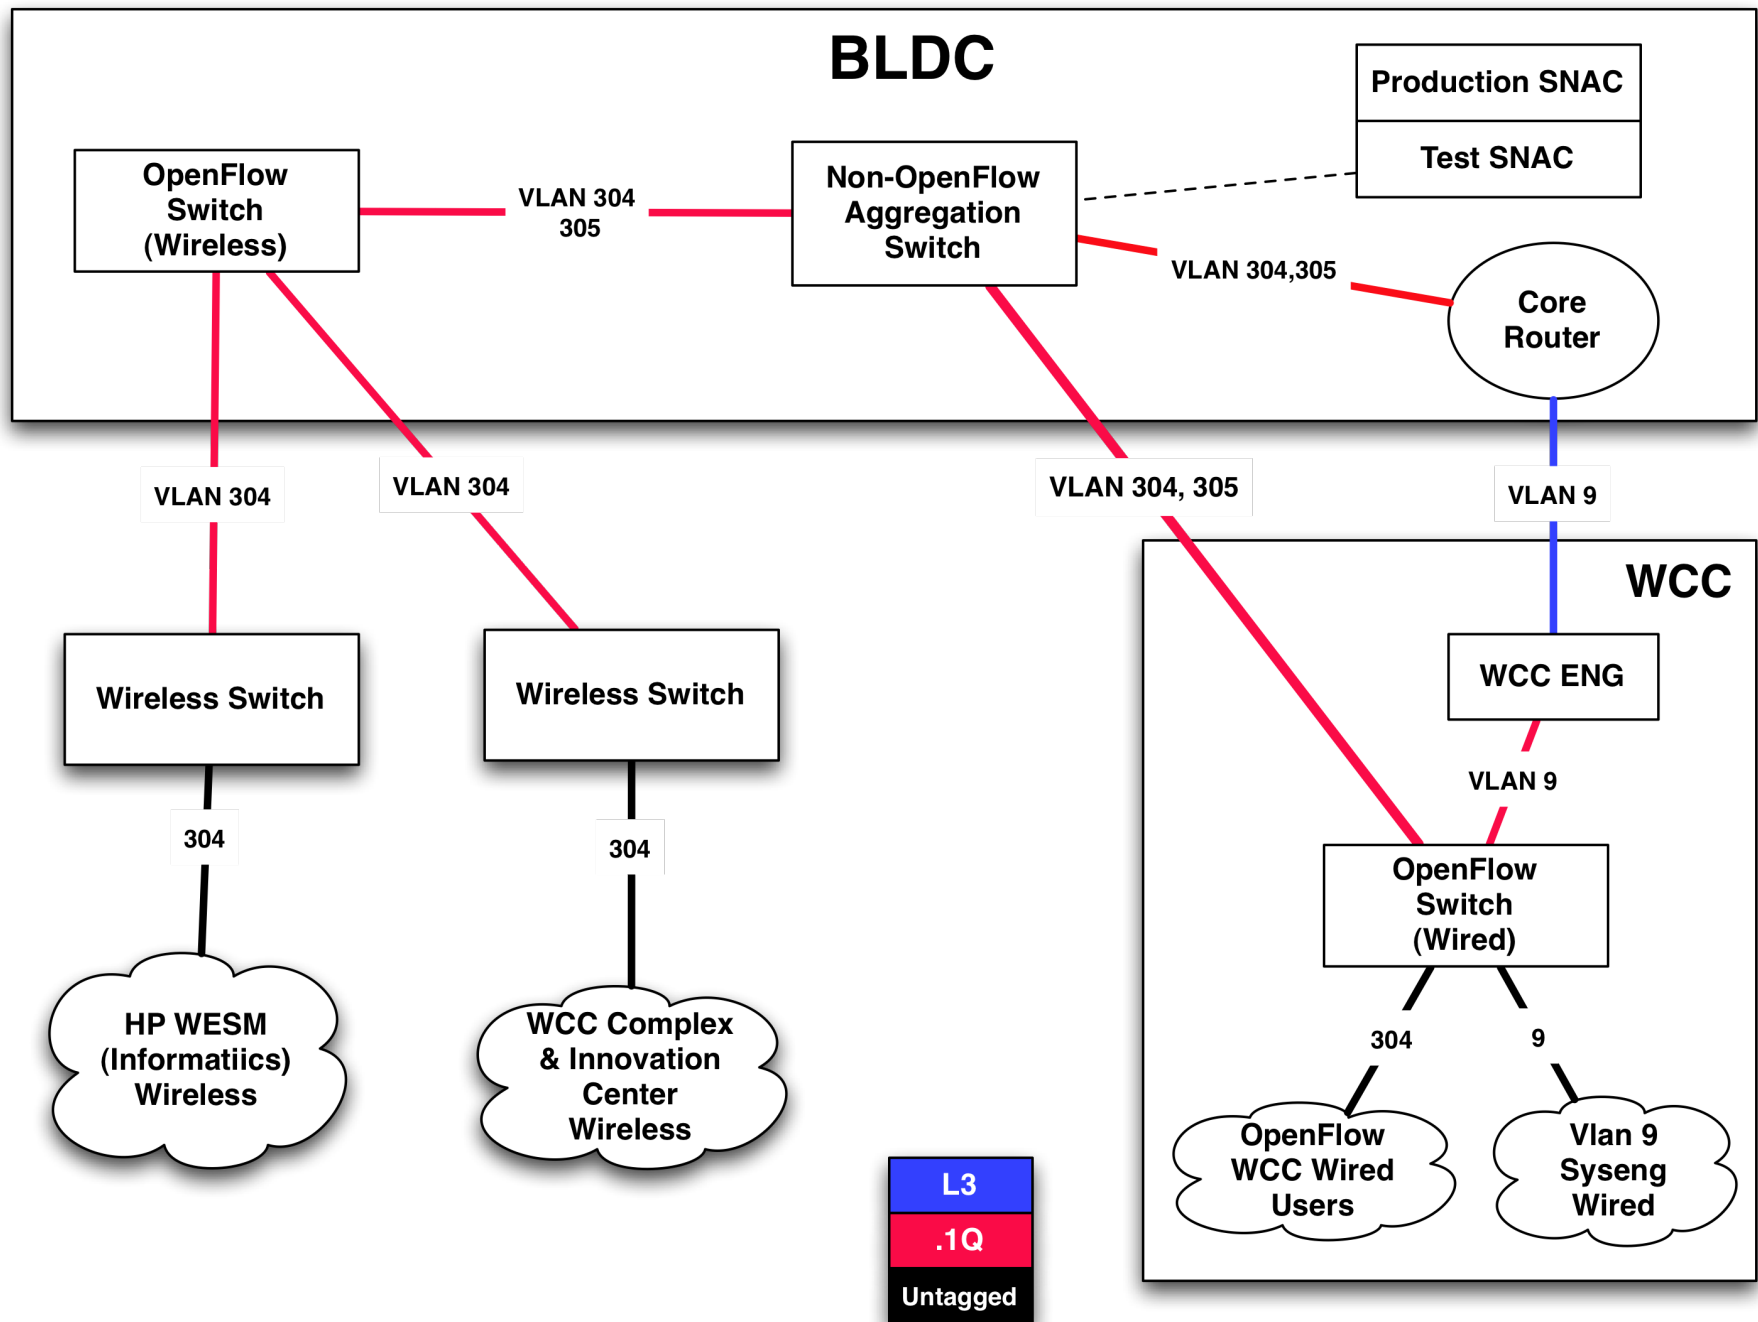 BLDC
Production SNAC
Test SNAC
OpenFlow
Switch
(Wireless)
VLAN 304
305
Non-OpenFlow
Aggregation
Switch
VLAN 304,305
Core
Router
VLAN 304
VLAN 304
VLAN 304, 305
VLAN 9
WCC
Wireless Switch
Wireless Switch
WCC ENG
VLAN 9
304
304
OpenFlow
Switch
(Wired)
304
9
HP WESM
(Informatiics)
Wireless
WCC Complex
& Innovation
Center
Wireless
OpenFlow
WCC Wired
Users
Vlan 9
Syseng
Wired
L3
.1Q
Untagged